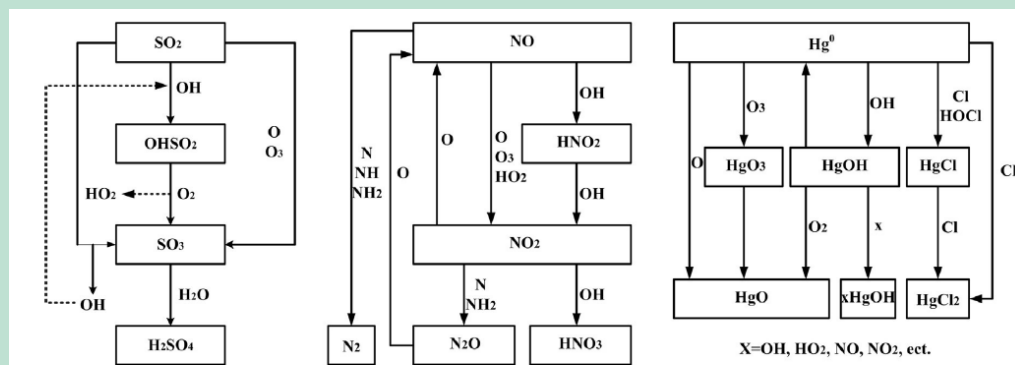 SO2
OH
OHSO2
O
O3
HO2
O2
SO3
OH
H2O
H2SO4
NO
OH
HNO2
O
O
O3
HO2
N
NH
NH2
O
OH
NO2
N
NH2
OH
N2
N2O
HNO3
Hg0
O3
OH
Cl
HOCl
HgO3
HgOH
HgCl
O
Cl
O2
x
Cl
HgO
xHgOH
HgCl2
X=OH, HO2, NO, NO2, ect.